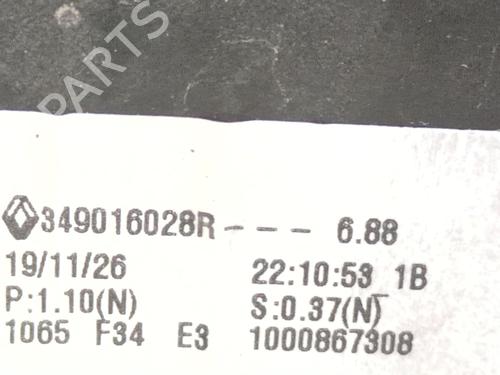 349016028R - - - 6.88
19/11/26 22:10:53 1B
P:1.10(N) S:0.37(N)
1065 F34 E3 1000867308
B-PARTS